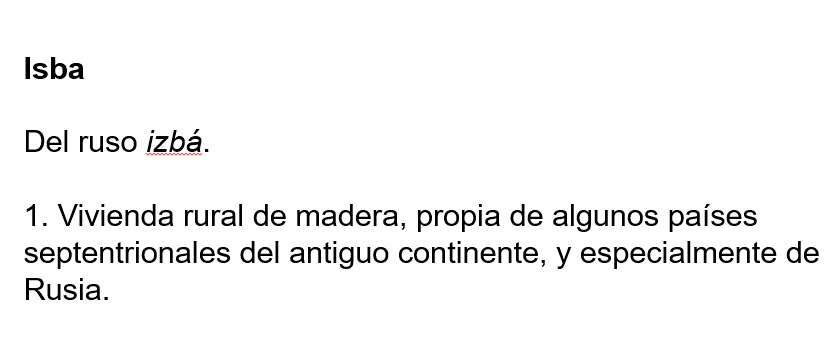 Isba
Del ruso izbá.
1. Vivienda rural de madera, propia de algunos países
septentrionales del antiguo continente, y especialmente de
Rusia.